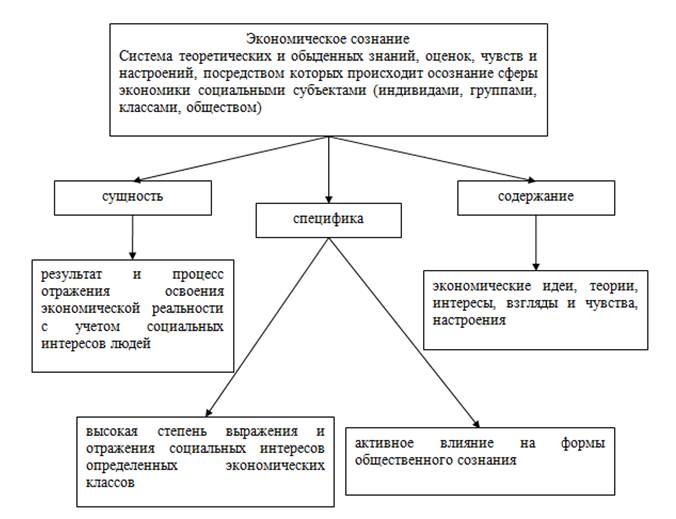 Экономическое сознание
Система теоретических и обыденных знаний, оценок, чувств и
настроений, посредством которых происходит осознание сферы
экономики социальными субъектами (индивидами, группами,
классами, обществом)
сущность
специфика
содержание
результат и процесс
отражения освоения
экономической реальности
с учетом социальных
интересов людей
экономические идеи, теории,
интересы, взгляды и чувства,
настроения
высокая степень выражения и
отражения социальных интересов
определенных экономических
классов
активное влияние на формы
общественного сознания